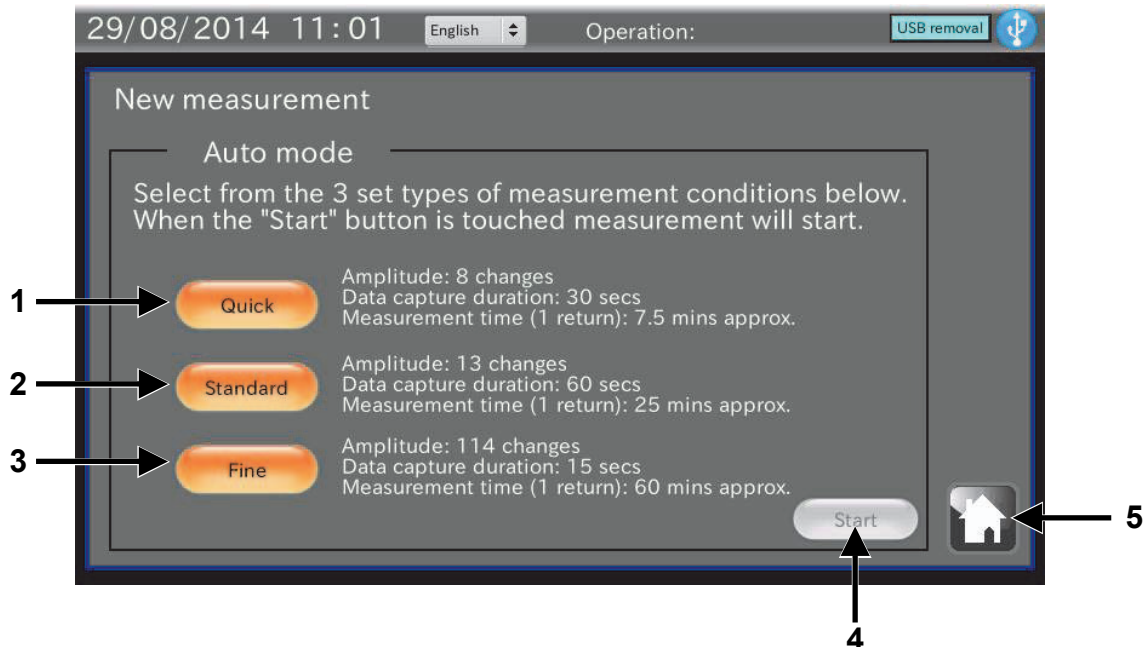 29/08/2014 11:01 English Operation: USB removal
New measurement
Auto mode
Select from the 3 set types of measurement conditions below.
When the "Start" button is touched measurement will start.
1
Quick
Amplitude: 8 changes
Data capture duration: 30 secs
Measurement time (1 return): 7.5 mins approx.
2
Standard
Amplitude: 13 changes
Data capture duration: 60 secs
Measurement time (1 return): 25 mins approx.
3
Fine
Amplitude: 114 changes
Data capture duration: 15 secs
Measurement time (1 return): 60 mins approx.
Start
5
4